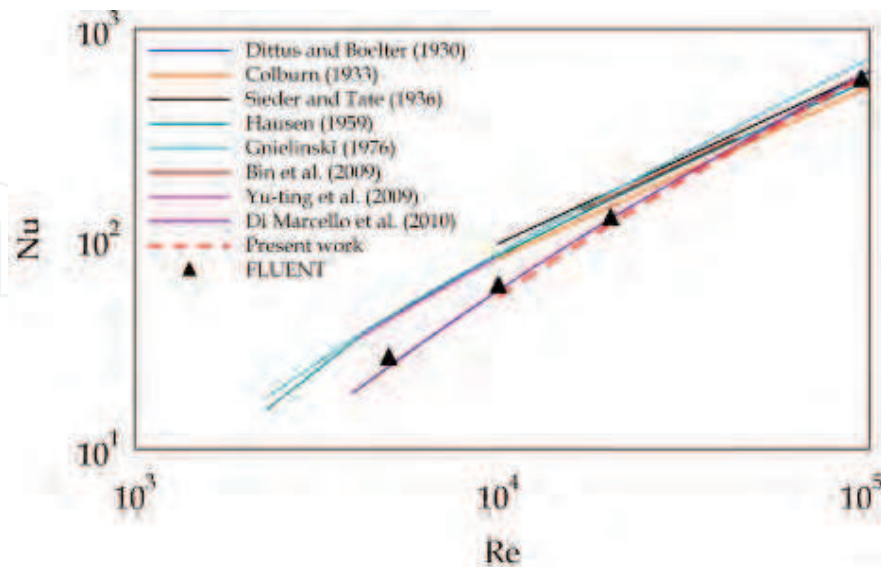 10³
Dittus and Boelter (1930)
Colburn (1933)
Sieder and Tate (1936)
Hausen (1959)
Gnielinski (1976)
Bin et al. (2009)
Yu-ting et al. (2009)
Di Marcello et al. (2010)
Present work
FLUENT
Nu
10²
10¹
10³ 10⁴ 10⁵
Re